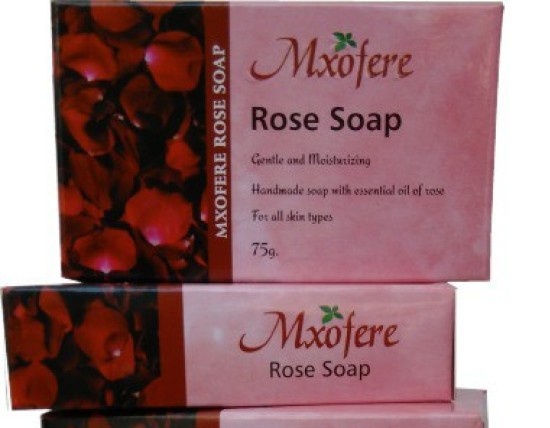 MXOFERE ROSE SOAP
Mxofere
Rose Soap
Gentle and Moisturizing
Handmade soap with essential oil of rose
For all skin types
75g.
Mxofere
Rose Soap